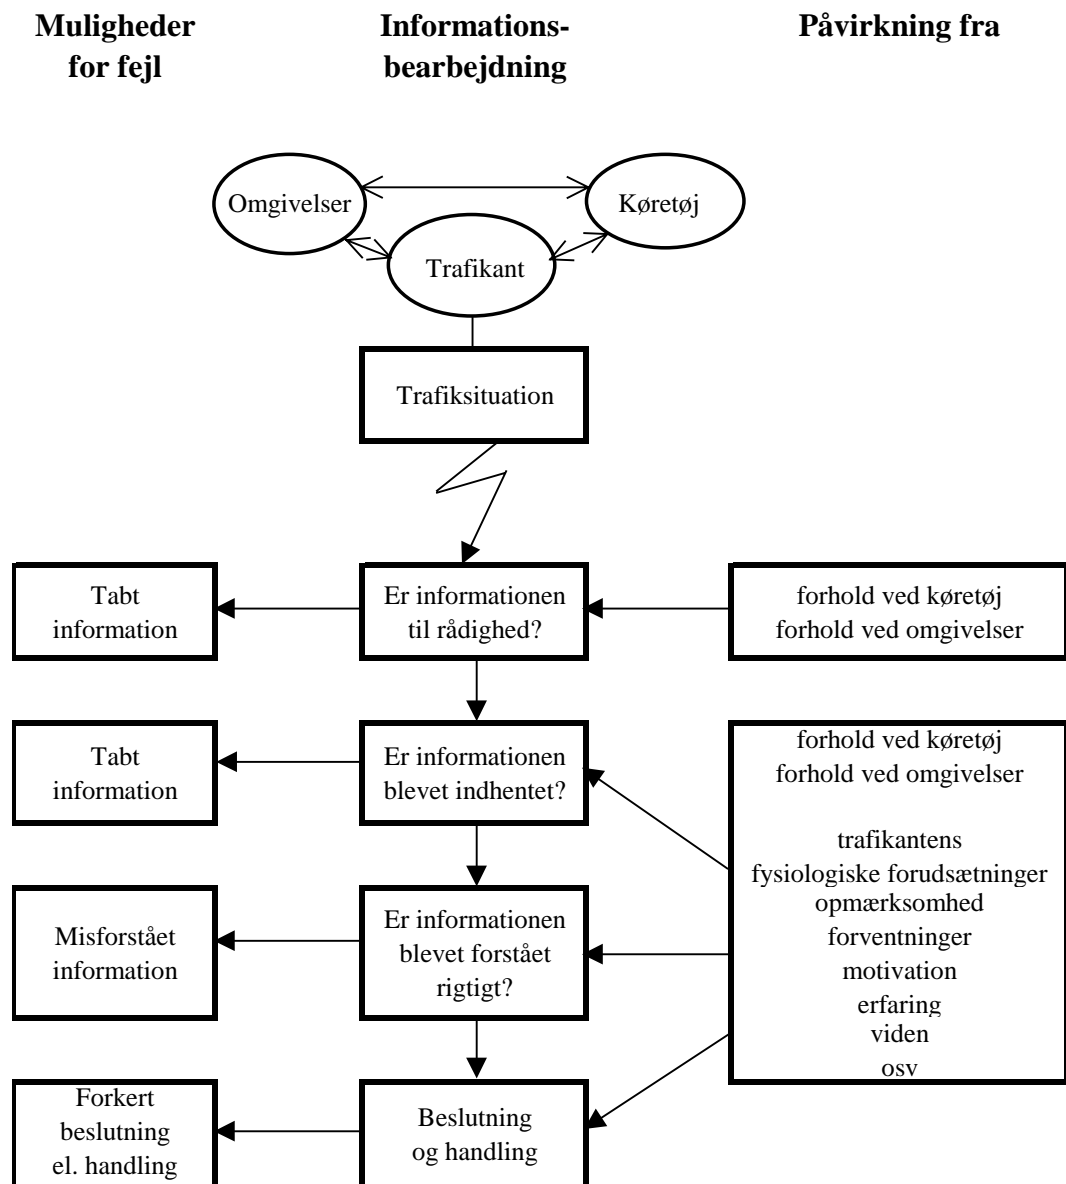 Muligheder
for fejl
Informations-
bearbejdning
Påvirkning fra
Omgivelser
Køretøj
Trafikant
Trafiksituation
Tabt
information
Er informationen
til rådighed?
forhold ved køretøj
forhold ved omgivelser
Tabt
information
Er informationen
blevet indhentet?
forhold ved køretøj
forhold ved omgivelser
trafikantens
fysiologiske forudsætninger
opmærksomhed
forventninger
motivation
erfaring
viden
osv
Misforstået
information
Er informationen
blevet forstået
rigtigt?
Forkert
beslutning
el. handling
Beslutning
og handling